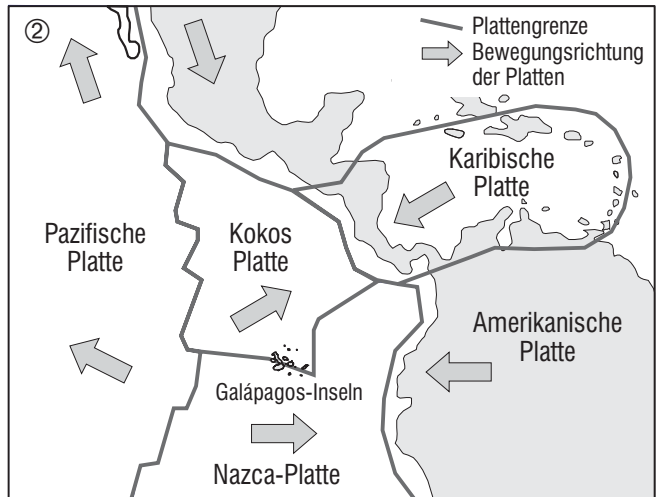 ②
Plattengrenze
Bewegungsrichtung
der Platten
Karibische
Platte
Pazifische
Platte
Kokos
Platte
Amerikanische
Platte
Galápagos-Inseln
Nazca-Platte